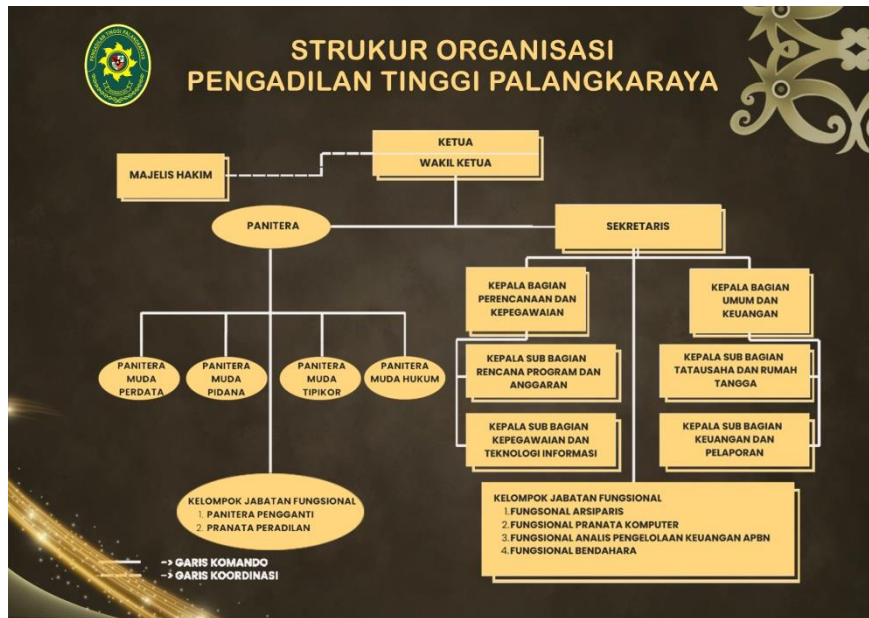 STRUKUR ORGANISASI
PENGADILAN TINGGI PALANGKARAYA
PENGADILAN TINGGI PALANGKARAYA
KETUA
WAKIL KETUA
MAJELIS HAKIM
PANITERA
SEKRETARIS
KEPALA BAGIAN
PERENCANAAN DAN
KEPEGAWAIAN
KEPALA BAGIAN
UMUM DAN
KEUANGAN
PANITERA
MUDA
PERDATA
PANITERA
MUDA
PIDANA
PANITERA
MUDA
TIPIKOR
PANITERA
MUDA HUKUM
KEPALA SUB BAGIAN
RENCANA PROGRAM DAN
ANGGARAN
KEPALA SUB BAGIAN
TATAUSAHA DAN RUMAH
TANGGA
KEPALA SUB BAGIAN
KEPEGAWAIAN DAN
TEKNOLOGI INFORMASI
KEPALA SUB BAGIAN
KEUANGAN DAN
PELAPORAN
KELOMPOK JABATAN FUNGSIONAL
1. PANITERA PENGGANTI
2. PRANATA PERADILAN
KELOMPOK JABATAN FUNGSIONAL
1. FUNGSONAL ARSIPARIS
2. FUNGSIONAL PRANATA KOMPUTER
3. FUNGSIONAL ANALIS PENGELOLAAN KEUANGAN APBN
4. FUNGSIONAL BENDAHARA
-> GARIS KOMANDO
-> GARIS KOORDINASI